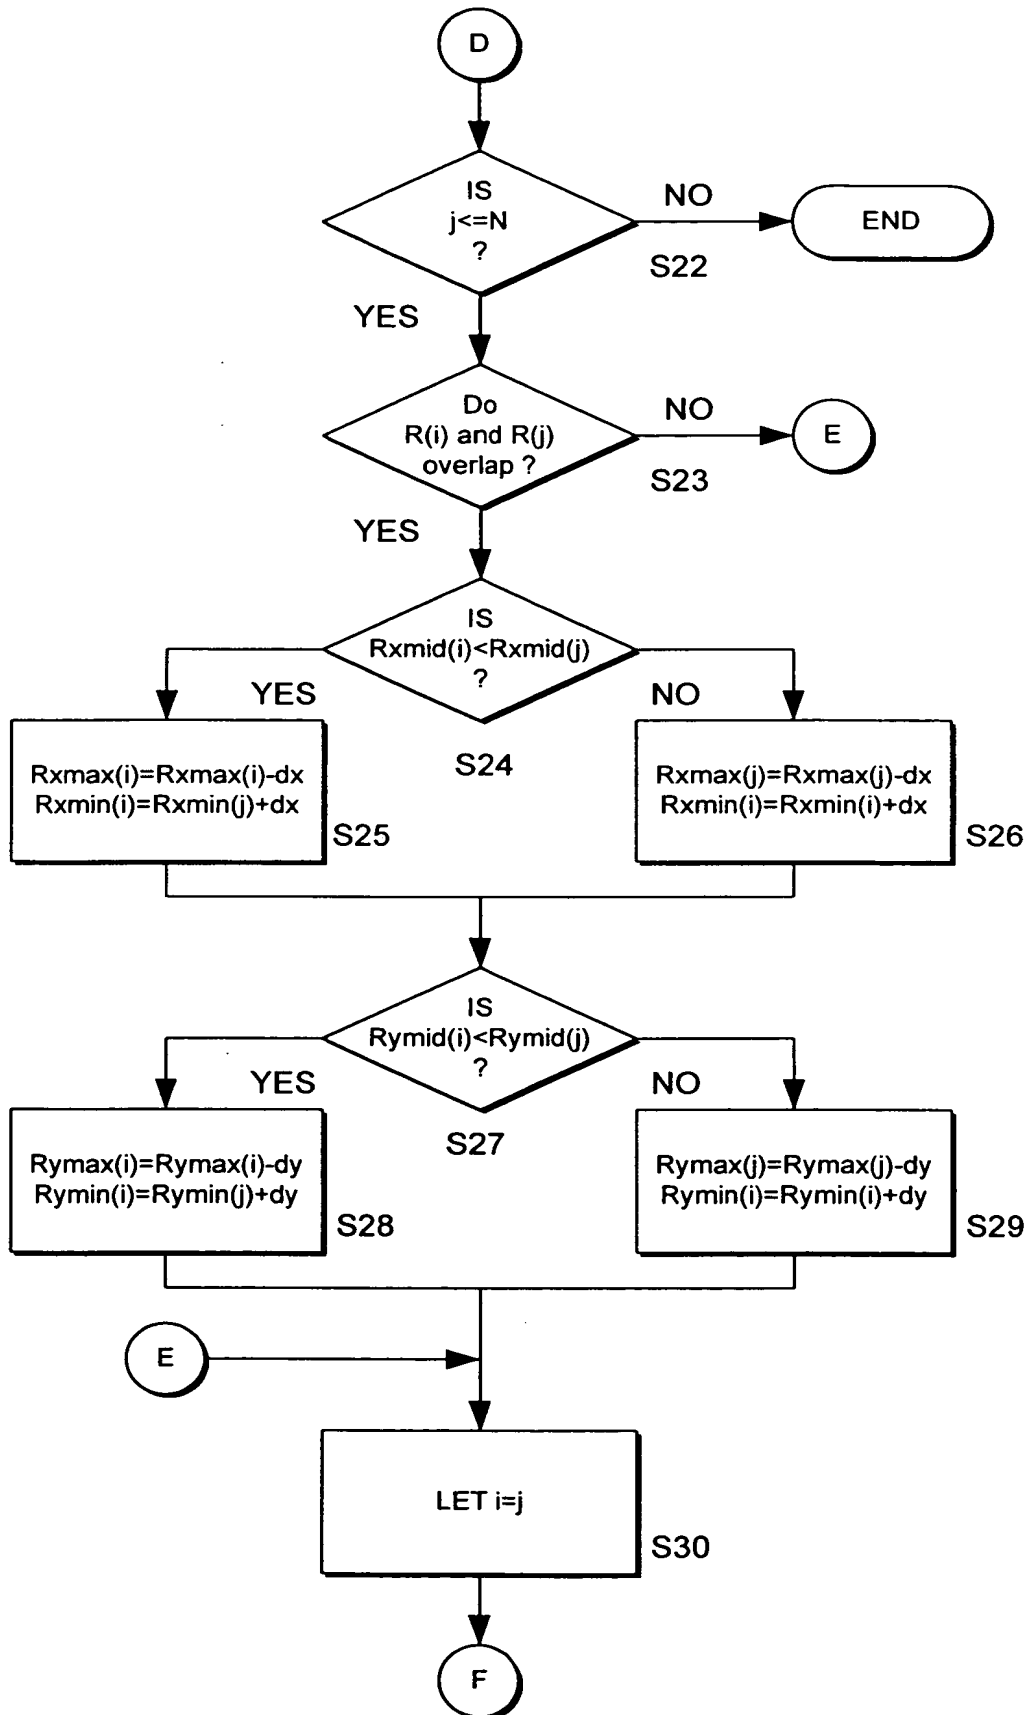 D
IS
j<=N
?
NO
END
S22
YES
Do
R(i) and R(j)
overlap ?
NO
E
S23
YES
IS
Rxmid(i)<Rxmid(j)
?
YES
NO
S24
Rxmax(i)=Rxmax(i)-dx
Rxmin(i)=Rxmin(j)+dx
S25
Rxmax(j)=Rxmax(j)-dx
Rxmin(i)=Rxmin(i)+dx
S26
IS
Rymid(i)<Rymid(j)
?
YES
NO
S27
Rymax(i)=Rymax(i)-dy
Rymin(i)=Rymin(j)+dy
S28
Rymax(j)=Rymax(j)-dy
Rymin(i)=Rymin(i)+dy
S29
E
LET i=j
S30
F